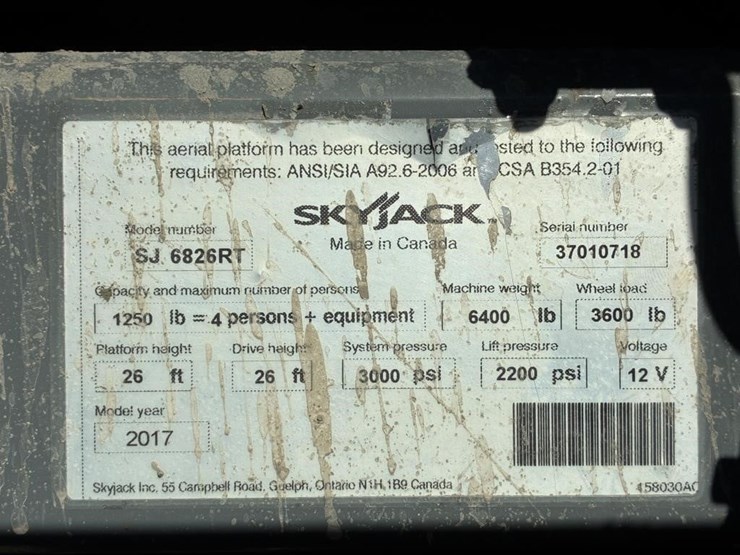 This aerial platform has been designed and tested to the following
requirements: ANSI/SIA A92.6-2006 an CSA B354.2-01
SKYJACK™
Made in Canada
Model number
SJ 6826RT
Serial number
37010718
Capacity and maximum number of persons
1250 lb = 4 persons + equipment
Machine weight
6400 lb
Wheel load
3600 lb
Platform height
26 ft
Drive height
26 ft
System pressure
3000 psi
Lift pressure
2200 psi
Voltage
12 V
Model year
2017
Skyjack Inc. 55 Campbell Road, Guelph, Ontario N1H 1B9 Canada
158030AC